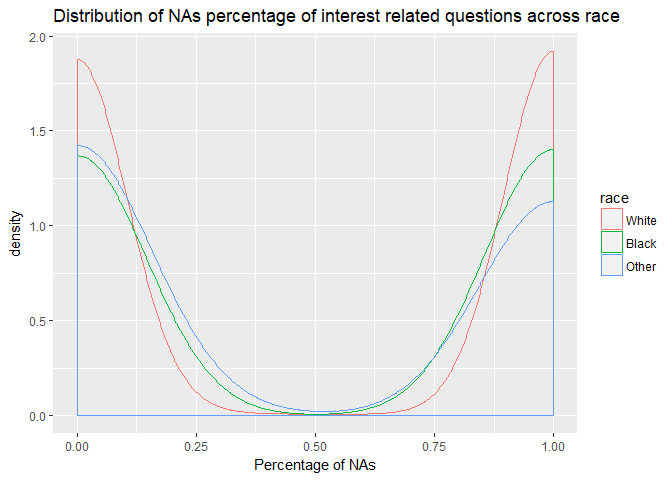 Distribution of NAs percentage of interest related questions across race
2.0
1.5
1.0
0.5
0.0
density
0.00 0.25 0.50 0.75 1.00
Percentage of NAs
race
White
Black
Other